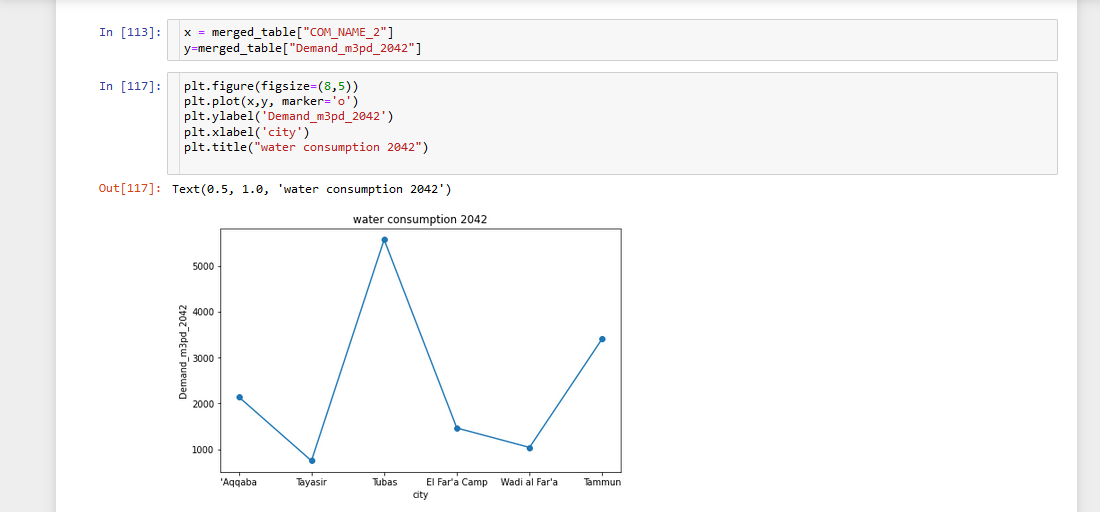 In [113]:
x = merged_table["COM_NAME_2"]
y=merged_table["Demand_m3pd_2042"]
In [117]:
plt.figure(figsize=(8,5))
plt.plot(x,y, marker='o')
plt.ylabel('Demand_m3pd_2042')
plt.xlabel('city')
plt.title("water consumption 2042")
Out[117]:
Text(0.5, 1.0, 'water consumption 2042')
water consumption 2042
5000
4000
3000
2000
1000
Demand_m3pd_2042
'Aqqaba
Tayasir
Tubas
El Far'a Camp
Wadi al Far'a
Tammun
city